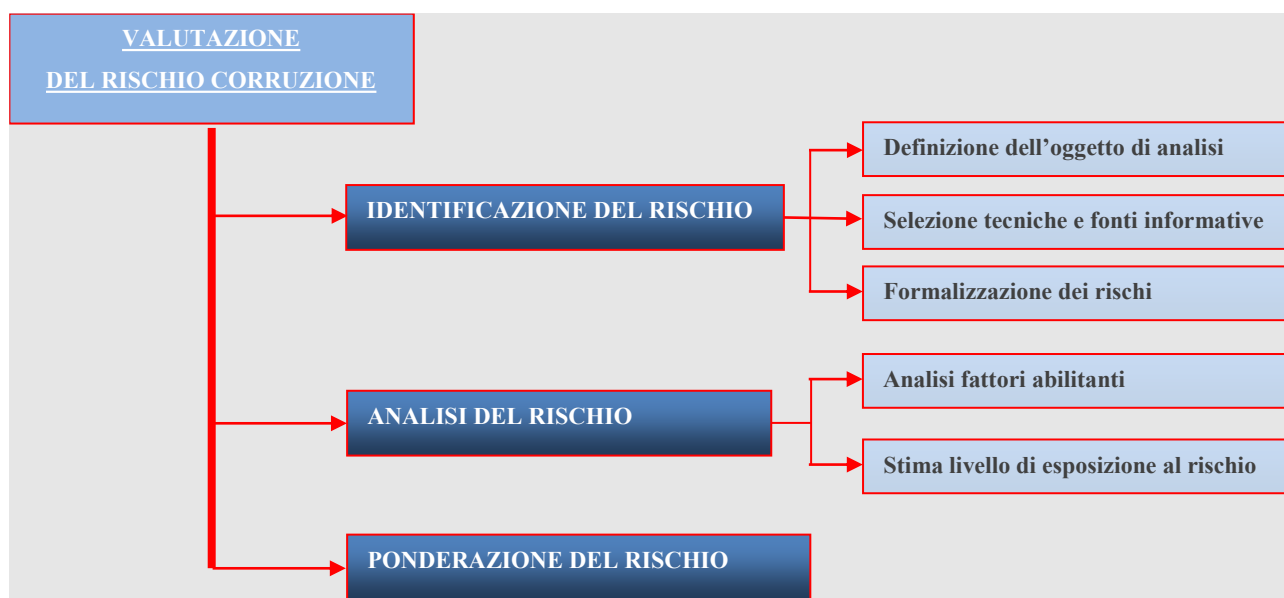 VALUTAZIONE
DEL RISCHIO CORRUZIONE
IDENTIFICAZIONE DEL RISCHIO
Definizione dell’oggetto di analisi
Selezione tecniche e fonti informative
Formalizzazione dei rischi
ANALISI DEL RISCHIO
Analisi fattori abilitanti
Stima livello di esposizione al rischio
PONDERAZIONE DEL RISCHIO